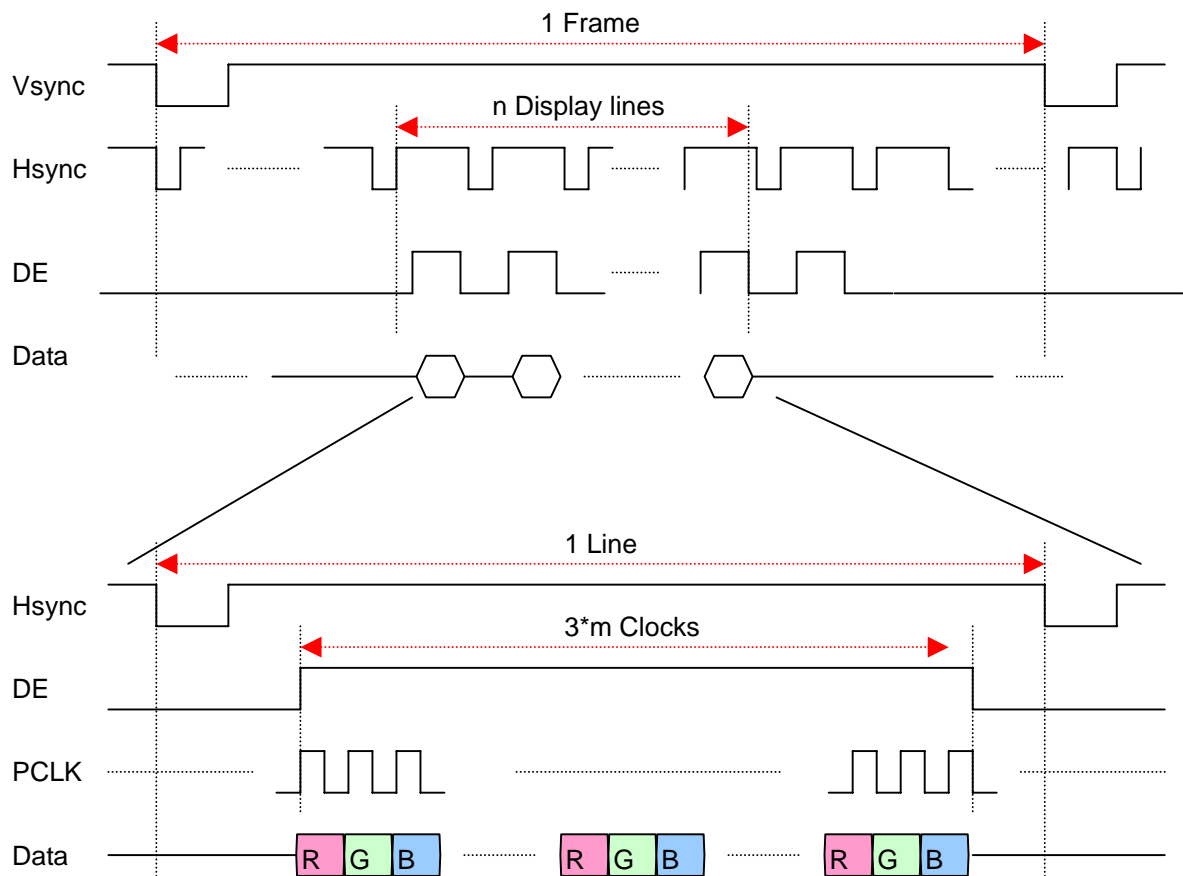 1 Frame
Vsync
n Display lines
Hsync
DE
Data
1 Line
Hsync
3*m Clocks
DE
PCLK
Data R G B R G B R G B